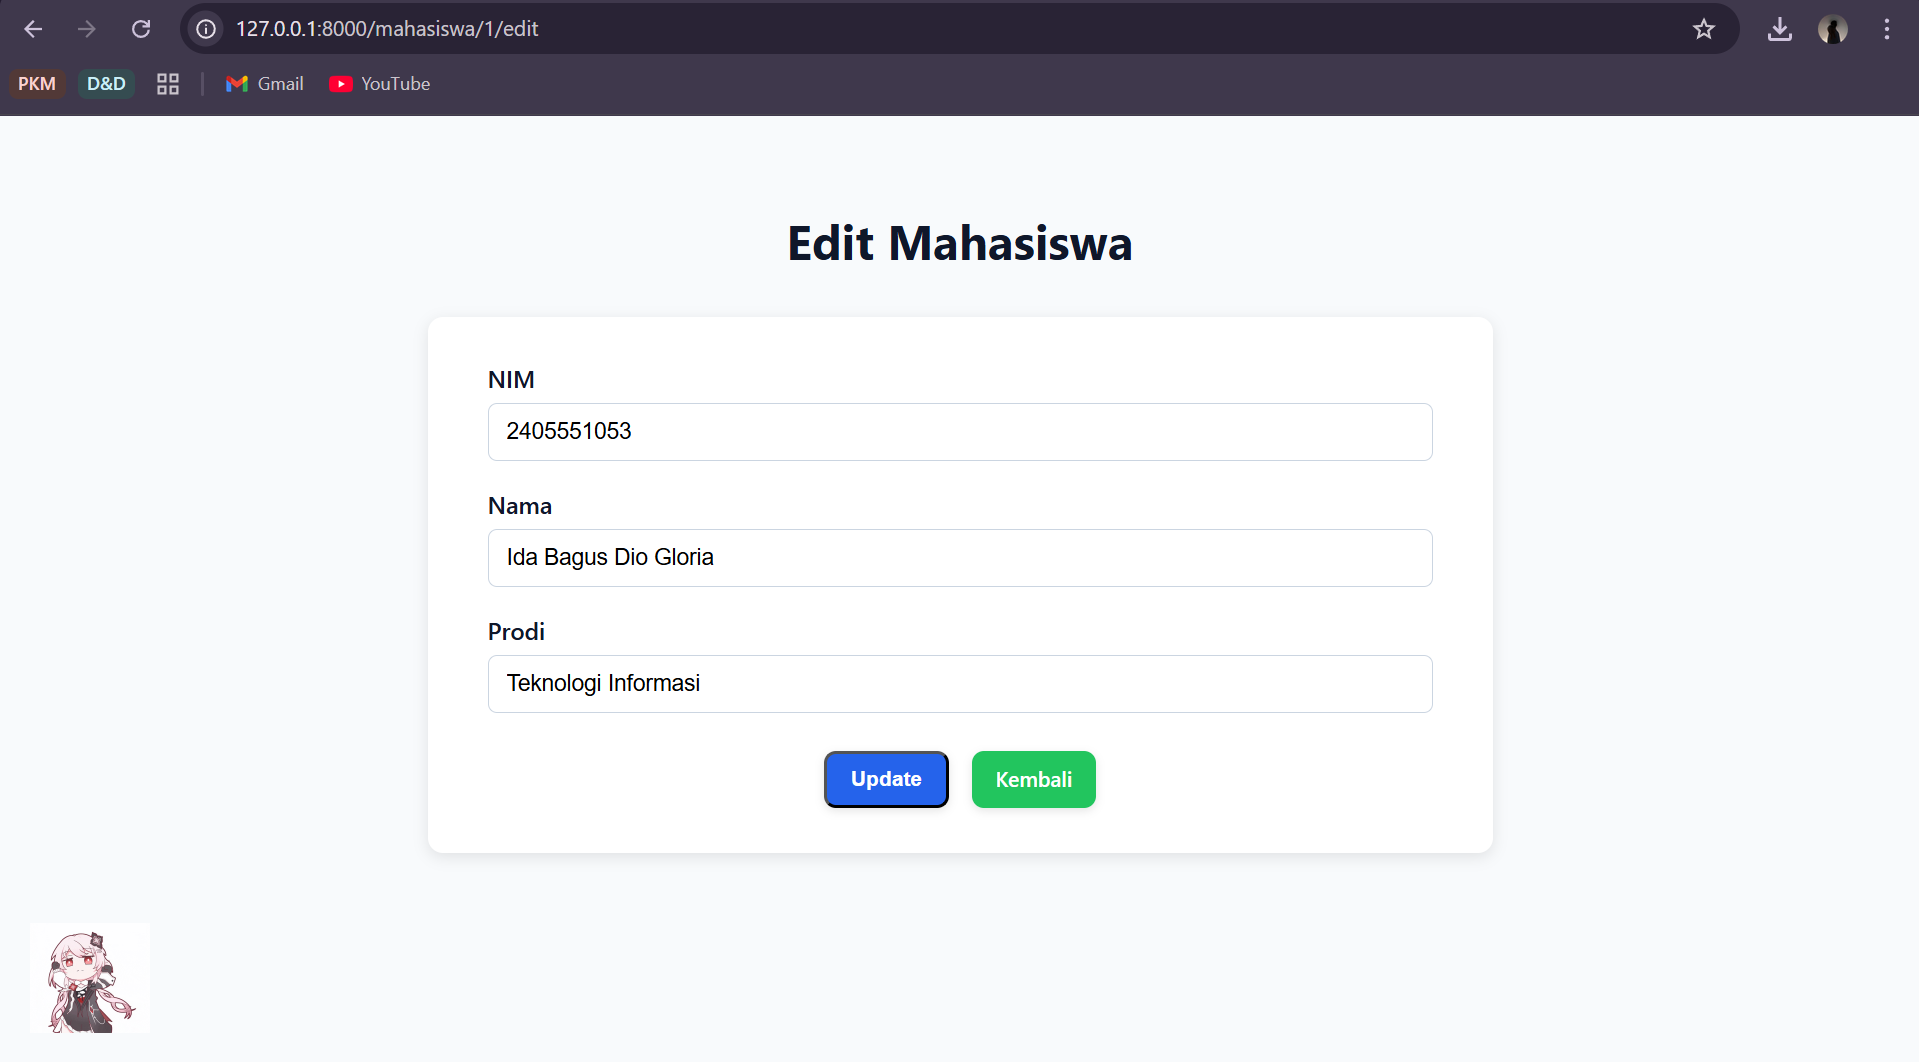 127.0.0.1:8000/mahasiswa/1/edit
PKM D&D Gmail YouTube
Edit Mahasiswa
NIM
2405551053
Nama
Ida Bagus Dio Gloria
Prodi
Teknologi Informasi
Update Kembali